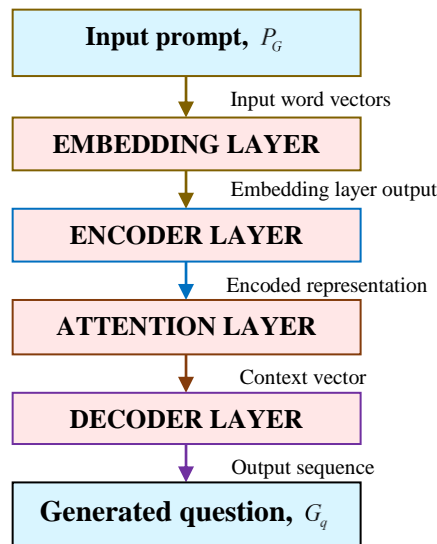 Input prompt, P_G
Input word vectors
EMBEDDING LAYER
Embedding layer output
ENCODER LAYER
Encoded representation
ATTENTION LAYER
Context vector
DECODER LAYER
Output sequence
Generated question, G_q